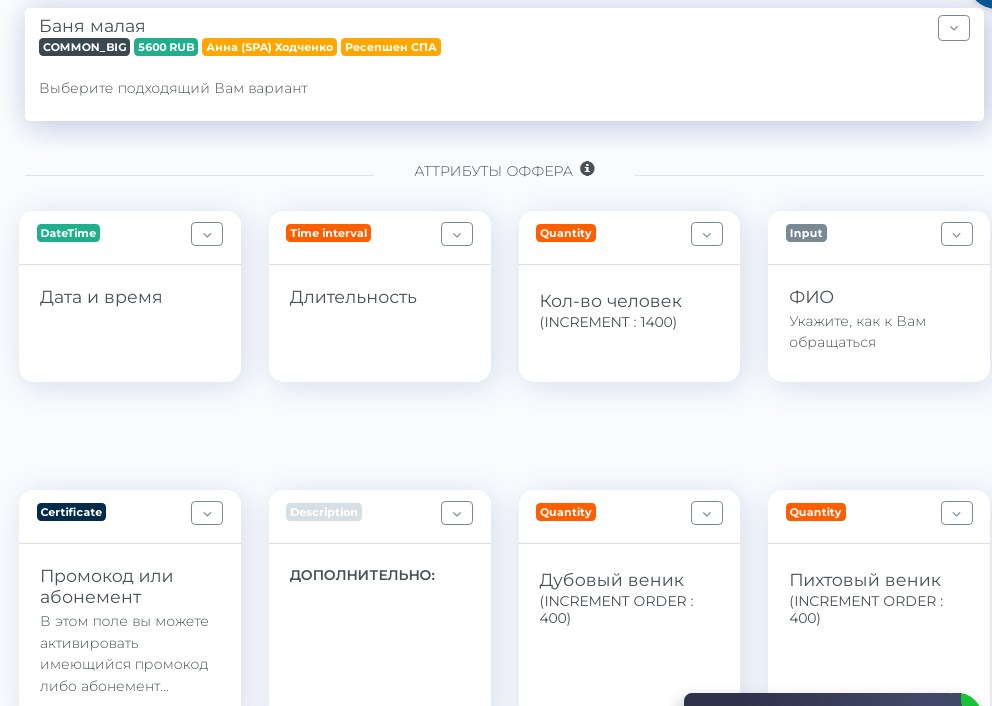 Баня малая
COMMON_BIG 5600 RUB Анна (SPA) Ходченко Ресепшен СПА
Выберите подходящий Вам вариант
АТТРИБУТЫ ОФФЕРА
DateTime
Дата и время
Time interval
Длительность
Quantity
Кол-во человек
(INCREMENT : 1400)
Input
ФИО
Укажите, как к Вам
обращаться
Certificate
Промокод или
абонемент
В этом поле вы можете
активировать
имеющийся промокод
либо абонемент...
Description
ДОПОЛНИТЕЛЬНО:
Quantity
Дубовый веник
(INCREMENT ORDER :
400)
Quantity
Пихтовый веник
(INCREMENT ORDER :
400)